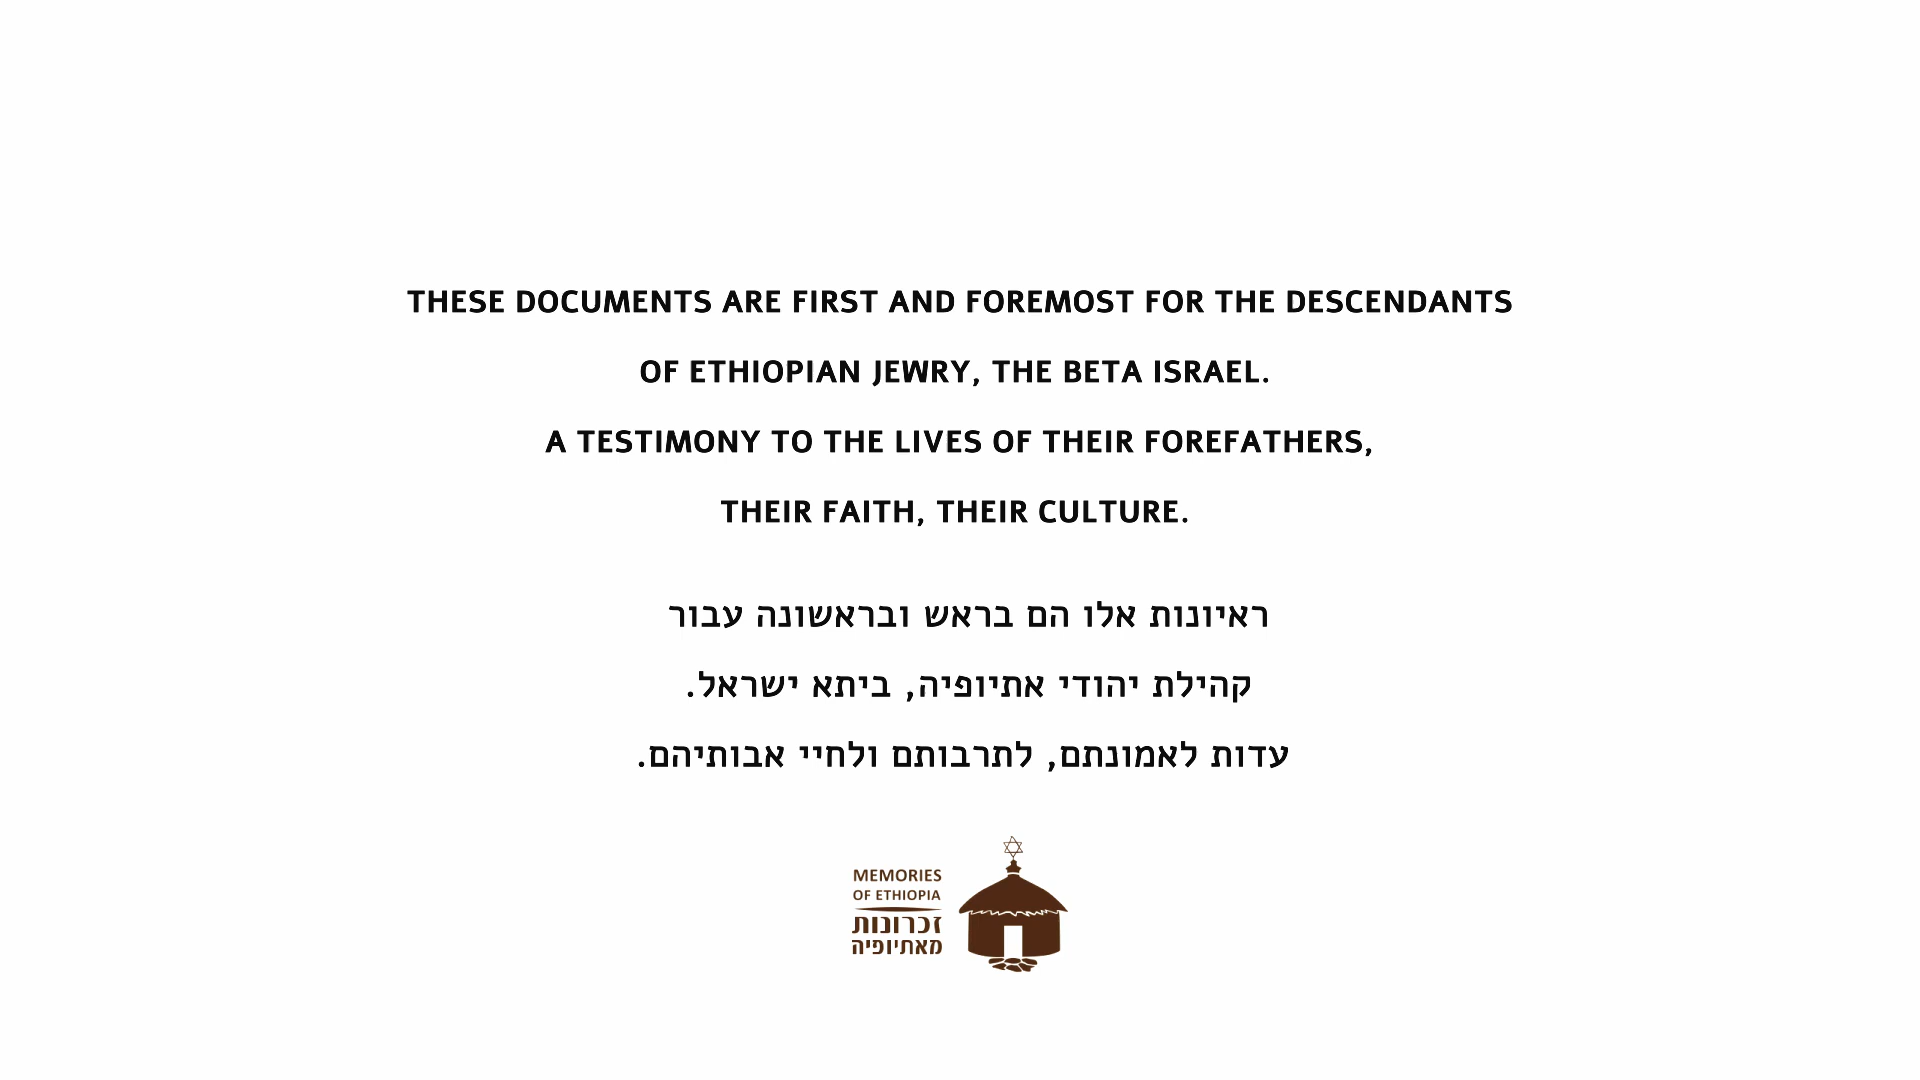 THESE DOCUMENTS ARE FIRST AND FOREMOST FOR THE DESCENDANTS
OF ETHIOPIAN JEWRY, THE BETA ISRAEL.
A TESTIMONY TO THE LIVES OF THEIR FOREFATHERS,
THEIR FAITH, THEIR CULTURE.
ראיונות אלו הם בראש ובראשונה עבור
קהילת יהודי אתיופיה, ביתא ישראל.
עדות לאמונתם, לתרבותם ולחיי אבותיהם.
MEMORIES
OF ETHIOPIA
זכרונות
מאתיופיה